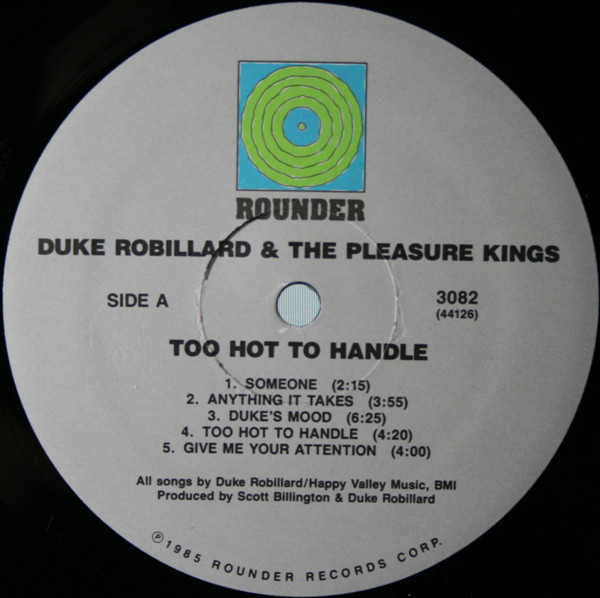 ROUNDER
DUKE ROBILLARD & THE PLEASURE KINGS
SIDE A
3082
(44126)
TOO HOT TO HANDLE
1. SOMEONE (2:15)
2. ANYTHING IT TAKES (3:55)
3. DUKE'S MOOD (6:25)
4. TOO HOT TO HANDLE (4:20)
5. GIVE ME YOUR ATTENTION (4:00)
All songs by Duke Robillard/Happy Valley Music, BMI
Produced by Scott Billington & Duke Robillard
℗1985 ROUNDER RECORDS CORP.